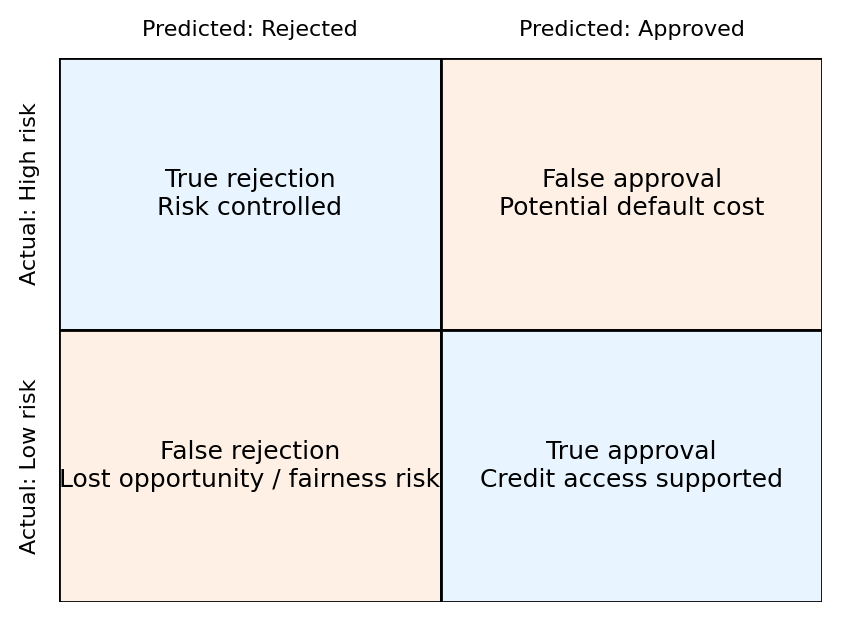 Predicted: Rejected
Predicted: Approved
Actual: High risk
True rejection
Risk controlled
False approval
Potential default cost
Actual: Low risk
False rejection
Lost opportunity / fairness risk
True approval
Credit access supported